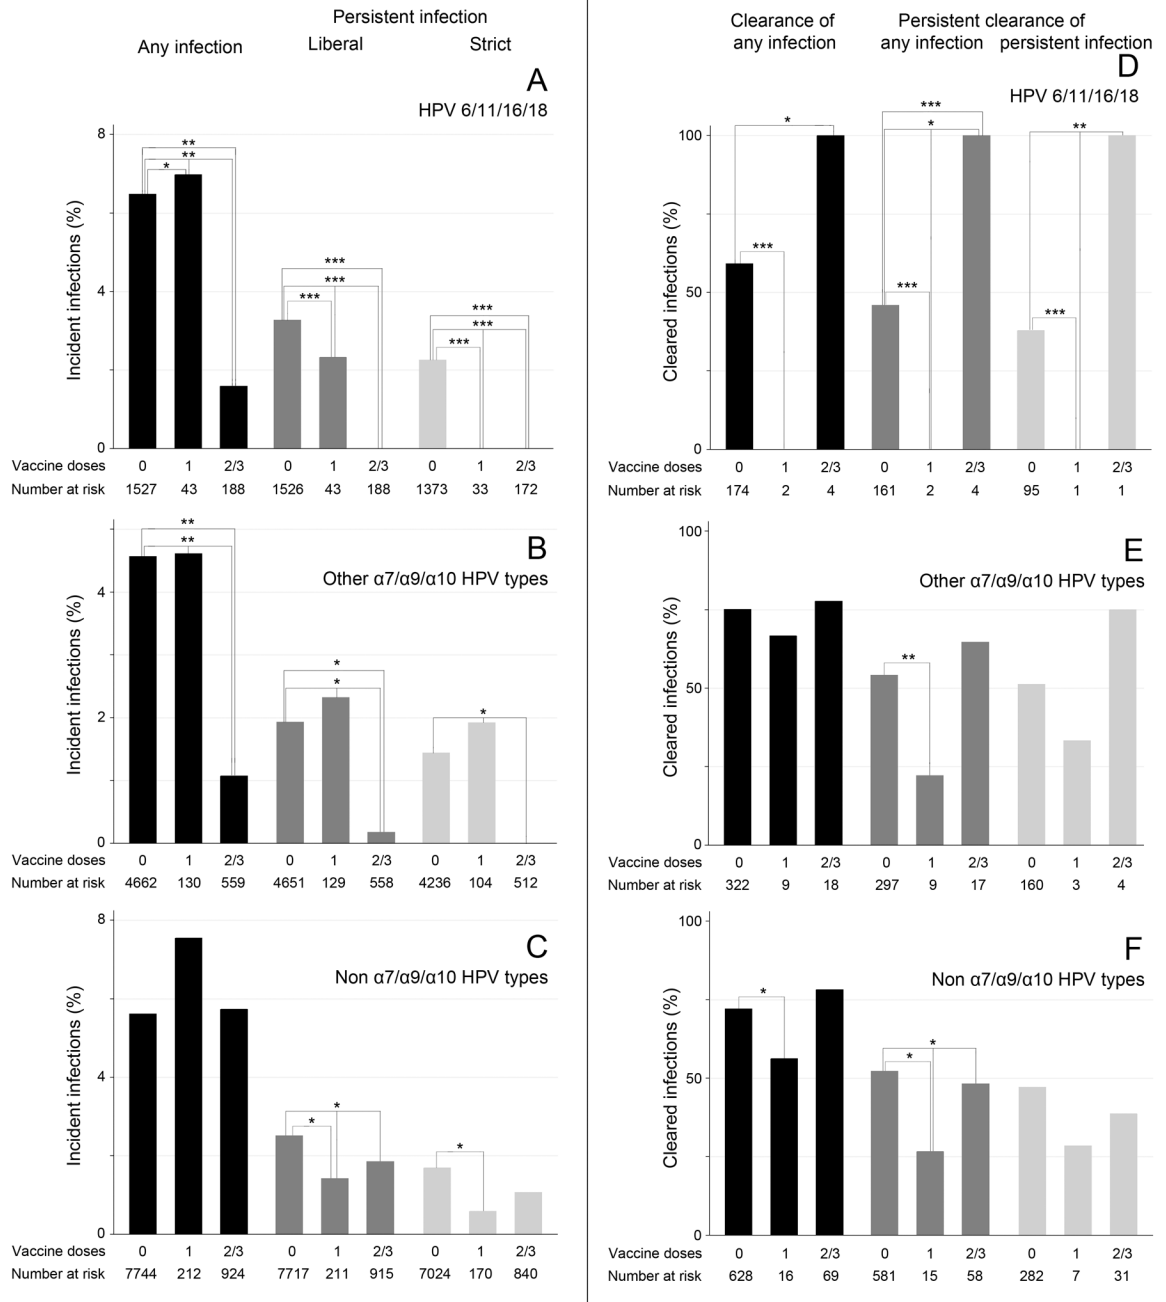 Persistent infection
Any infection Liberal Strict
A
HPV 6/11/16/18
Incident infections (%)
8
4
0
** ** * *** *** *** *** *** ***
Vaccine doses 0 1 2/3 0 1 2/3 0 1 2/3
Number at risk 1527 43 188 1526 43 188 1373 33 172
B
Other α7/α9/α10 HPV types
Incident infections (%)
4
2
0
** ** * * *
Vaccine doses 0 1 2/3 0 1 2/3 0 1 2/3
Number at risk 4662 130 559 4651 129 558 4236 104 512
C
Non α7/α9/α10 HPV types
Incident infections (%)
8
4
0
* * *
Vaccine doses 0 1 2/3 0 1 2/3 0 1 2/3
Number at risk 7744 212 924 7717 211 915 7024 170 840
Clearance of Persistent clearance of
any infection any infection persistent infection
D
HPV 6/11/16/18
Cleared infections (%)
100
50
0
* *** *** * *** ** ***
Vaccine doses 0 1 2/3 0 1 2/3 0 1 2/3
Number at risk 174 2 4 161 2 4 95 1 1
E
Other α7/α9/α10 HPV types
Cleared infections (%)
100
50
0
**
Vaccine doses 0 1 2/3 0 1 2/3 0 1 2/3
Number at risk 322 9 18 297 9 17 160 3 4
F
Non α7/α9/α10 HPV types
Cleared infections (%)
100
50
0
* * *
Vaccine doses 0 1 2/3 0 1 2/3 0 1 2/3
Number at risk 628 16 69 581 15 58 282 7 31